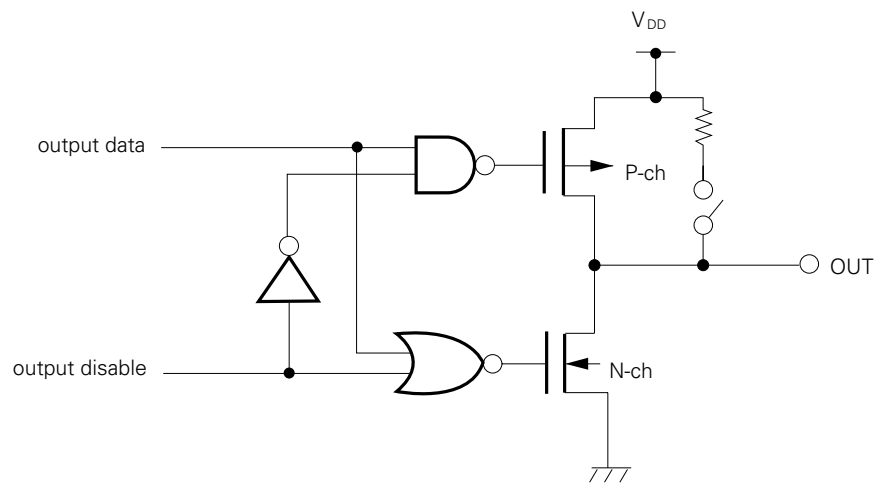 VDD
output data
P-ch
OUT
output disable
N-ch